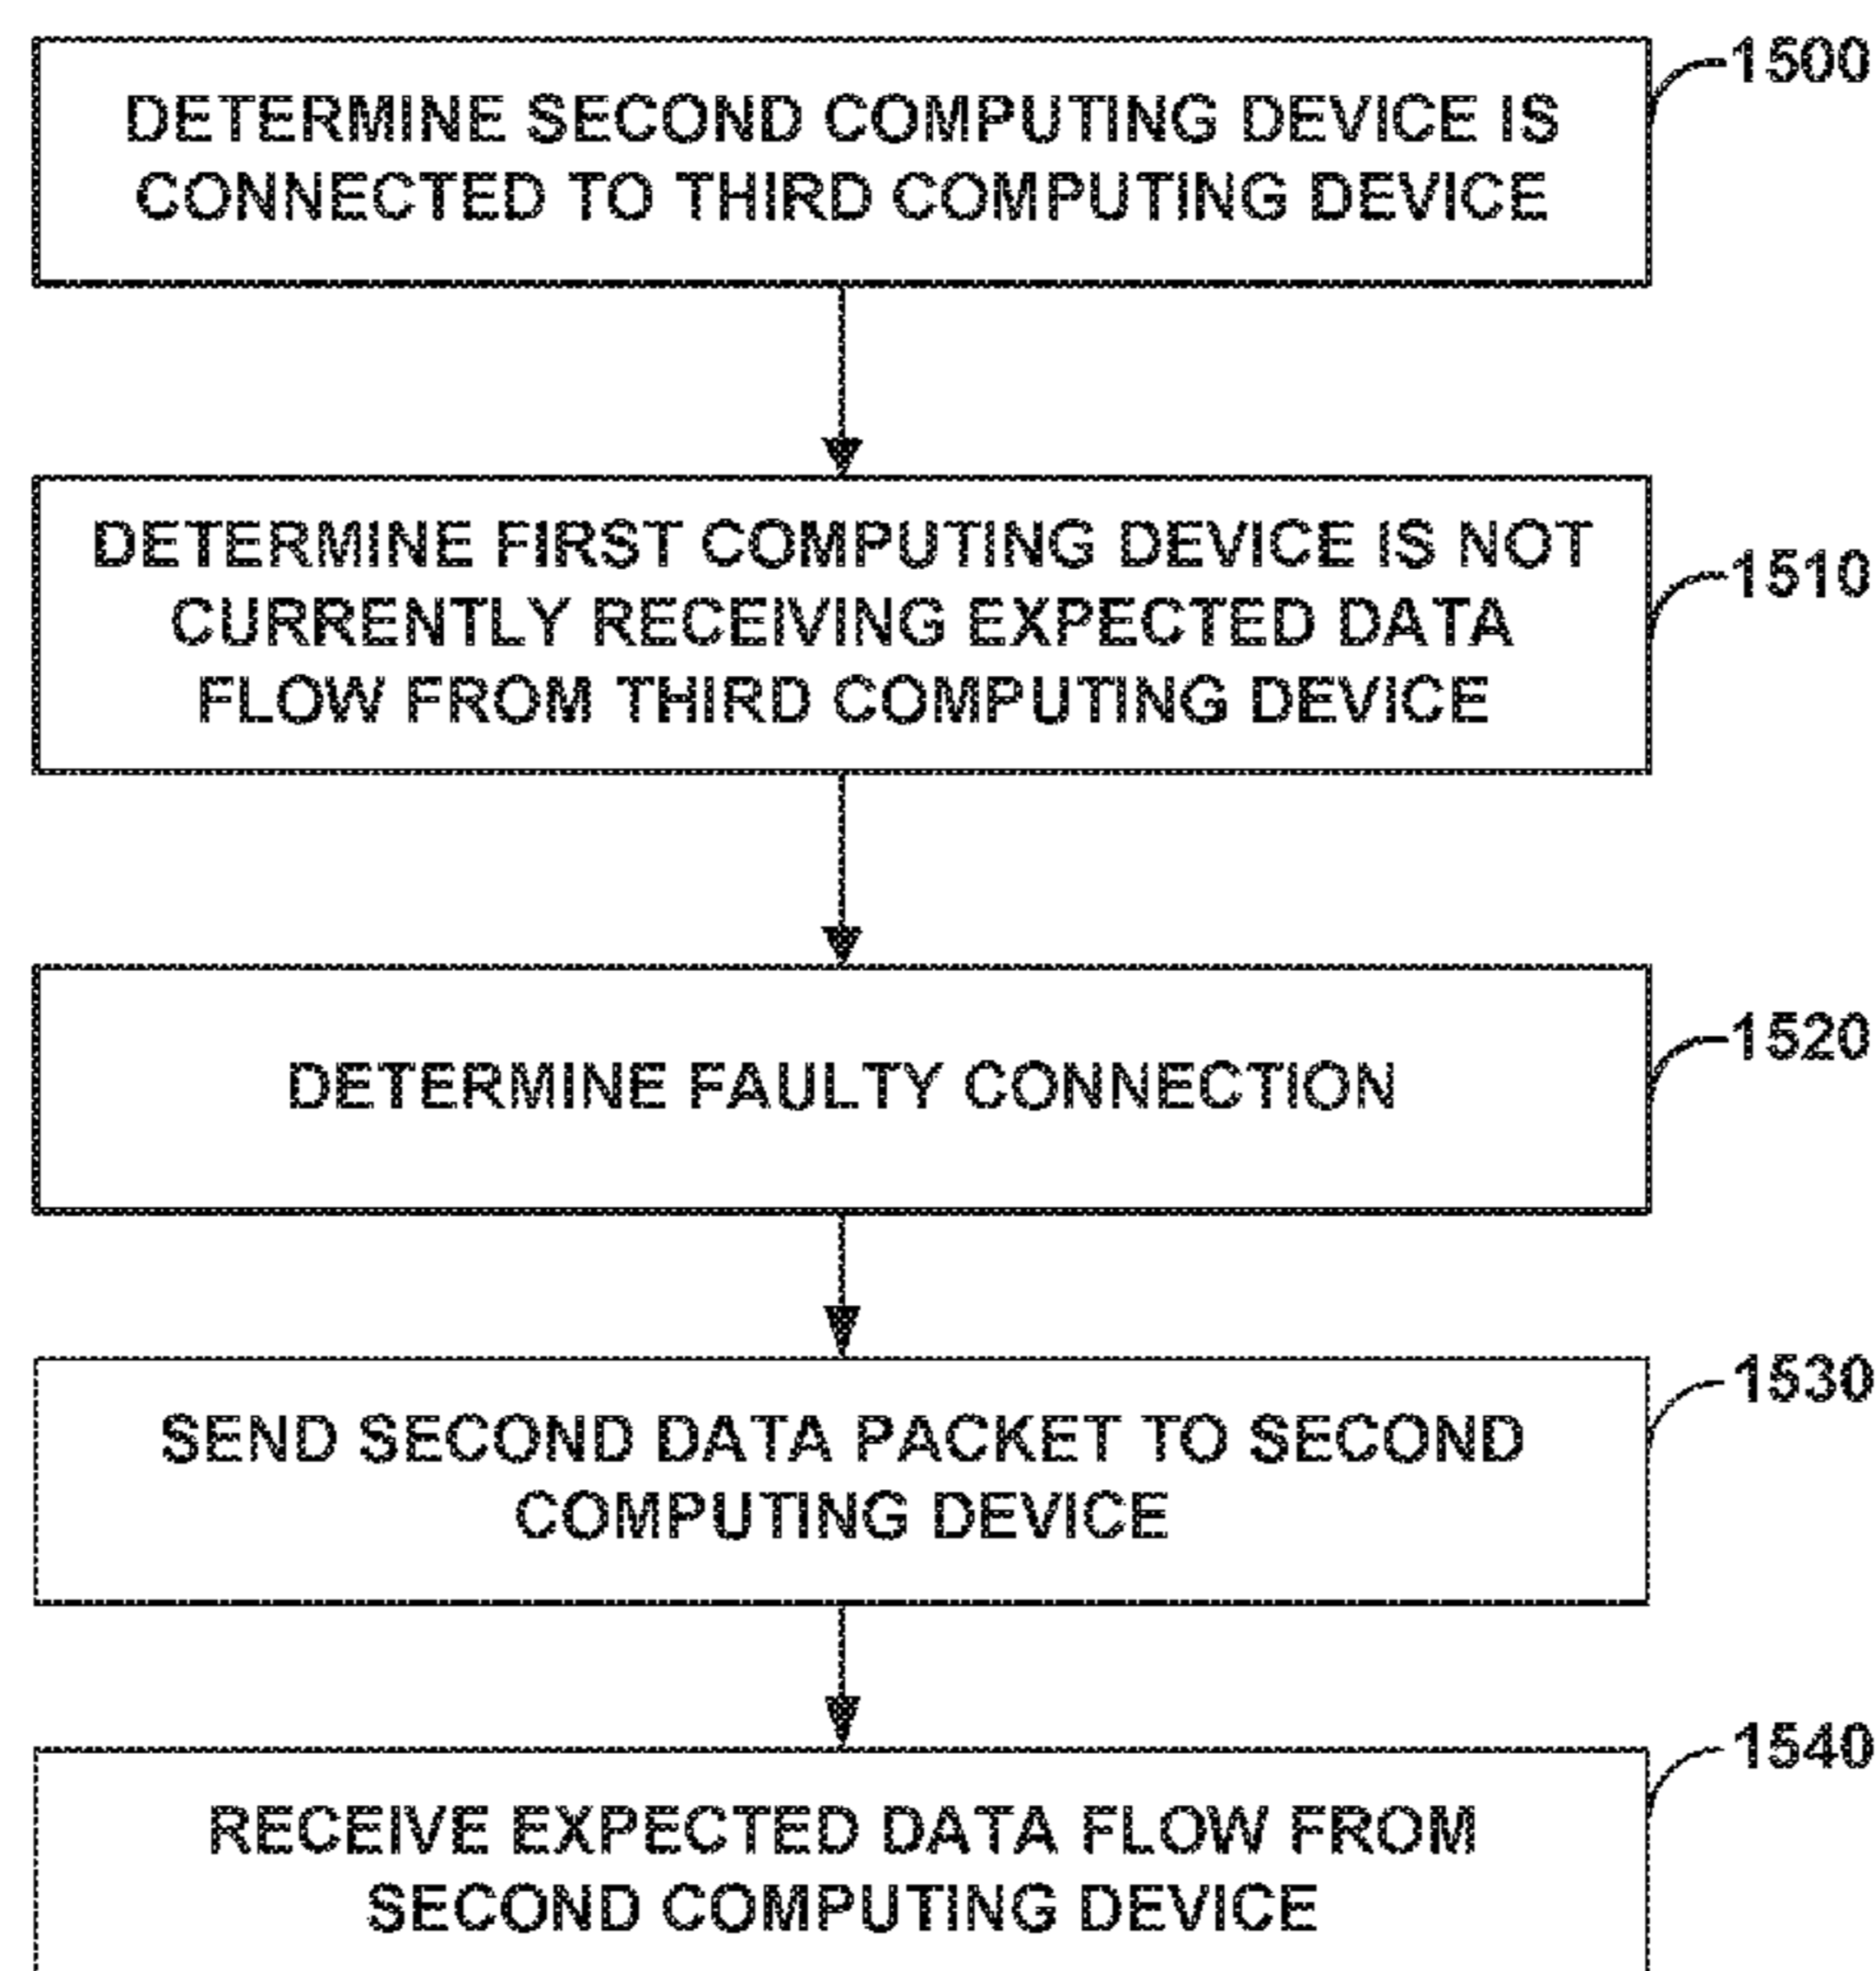 1500
DETERMINE SECOND COMPUTING DEVICE IS
CONNECTED TO THIRD COMPUTING DEVICE
DETERMINE FIRST COMPUTING DEVICE IS NOT
CURRENTLY RECEIVING EXPECTED DATA
FLOW FROM THIRD COMPUTING DEVICE
1510
DETERMINE FAULTY CONNECTION
1520
SEND SECOND DATA PACKET TO SECOND
COMPUTING DEVICE
1530
RECEIVE EXPECTED DATA FLOW FROM
SECOND COMPUTING DEVICE
1540